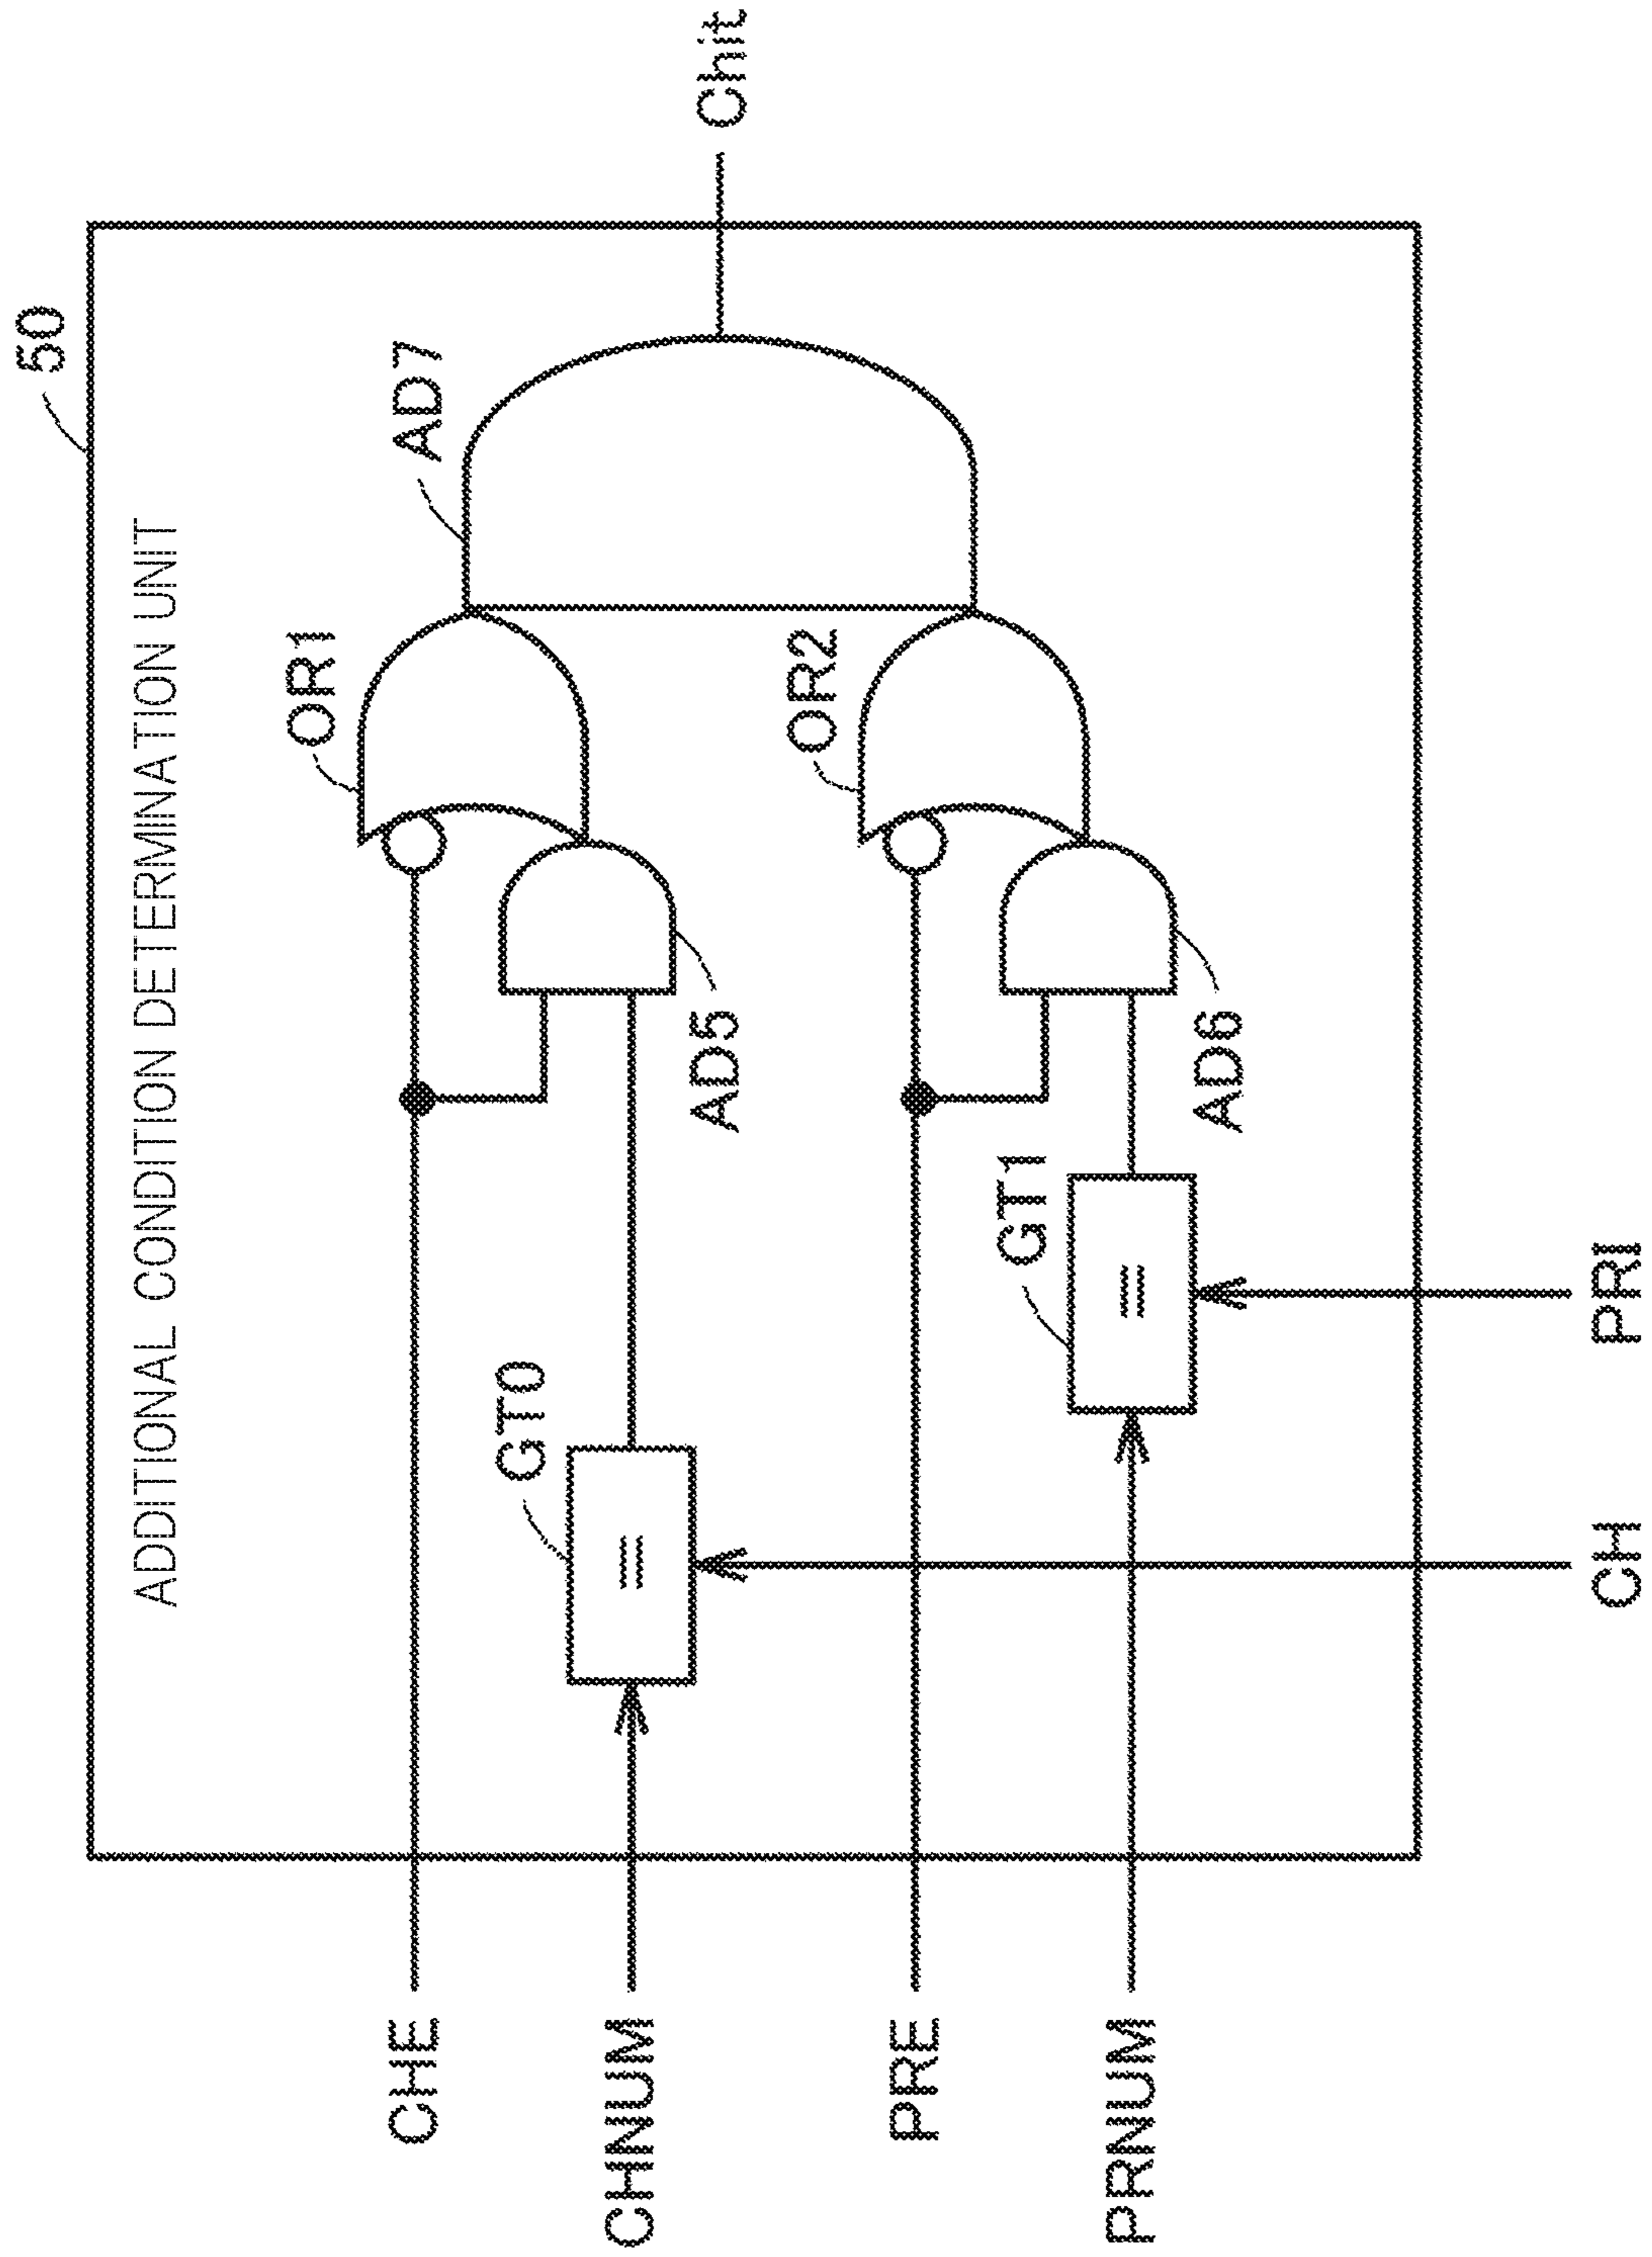 50
ADDITIONAL CONDITION DETERMINATION UNIT
OR1
AD7
Chit
CHE
AD5
GT0
=
CHNUM
OR2
PRE
AD6
GT1
=
PRNUM
CH
PRI